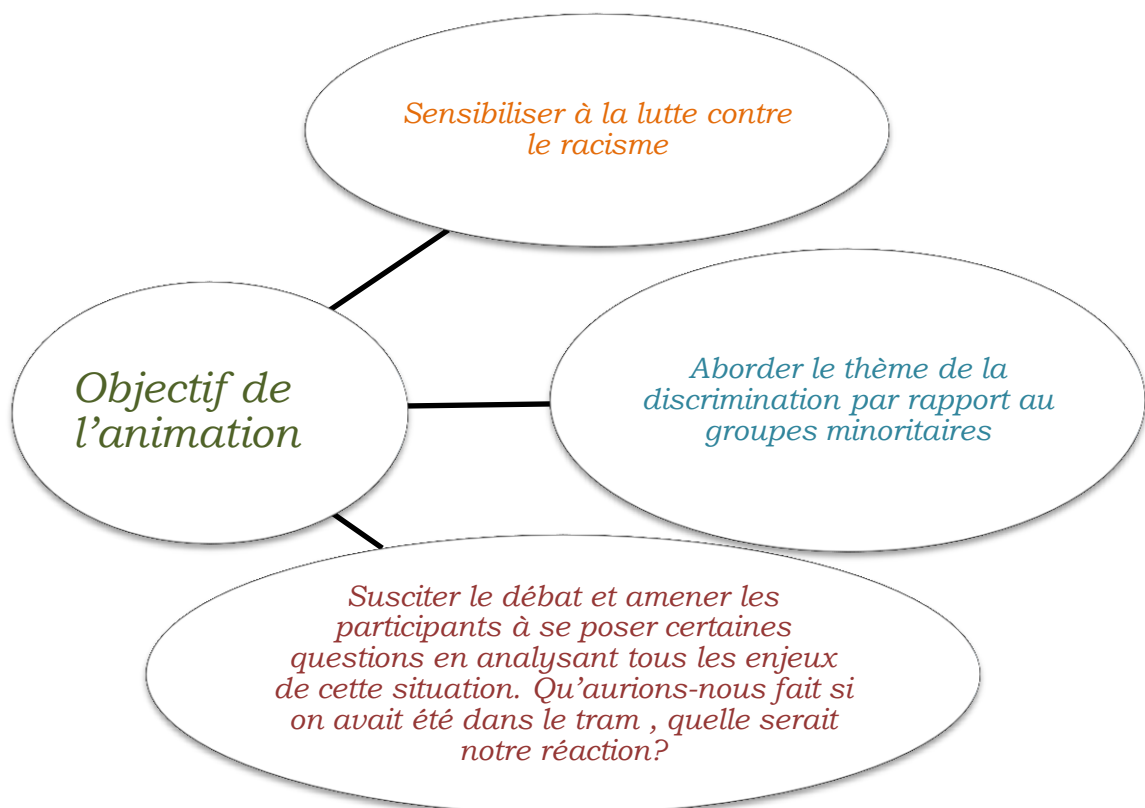 Sensibiliser à la lutte contre
le racisme
Objectif de
l’animation
Aborder le thème de la
discrimination par rapport au
groupes minoritaires
Susciter le débat et amener les
participants à se poser certaines
questions en analysant tous les enjeux
de cette situation. Qu’aurions-nous fait si
on avait été dans le tram , quelle serait
notre réaction?